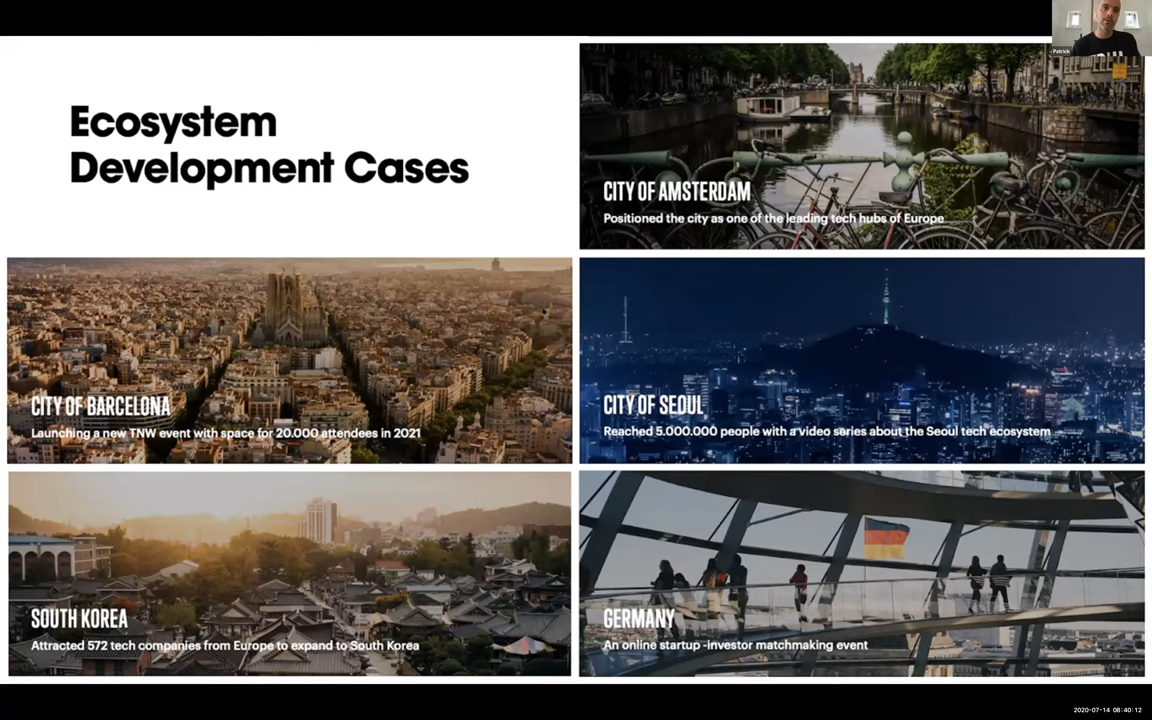 Patrick
Ecosystem
Development Cases
CITY OF AMSTERDAM
Positioned the city as one of the leading tech hubs of Europe
CITY OF BARCELONA
Launching a new TNW event with space for 20.000 attendees in 2021
CITY OF SEOUL
Reached 5.000.000 people with a video series about the Seoul tech ecosystem
SOUTH KOREA
Attracted 572 tech companies from Europe to expand to South Korea
GERMANY
An online startup -investor matchmaking event
2020-07-14 08:40:12